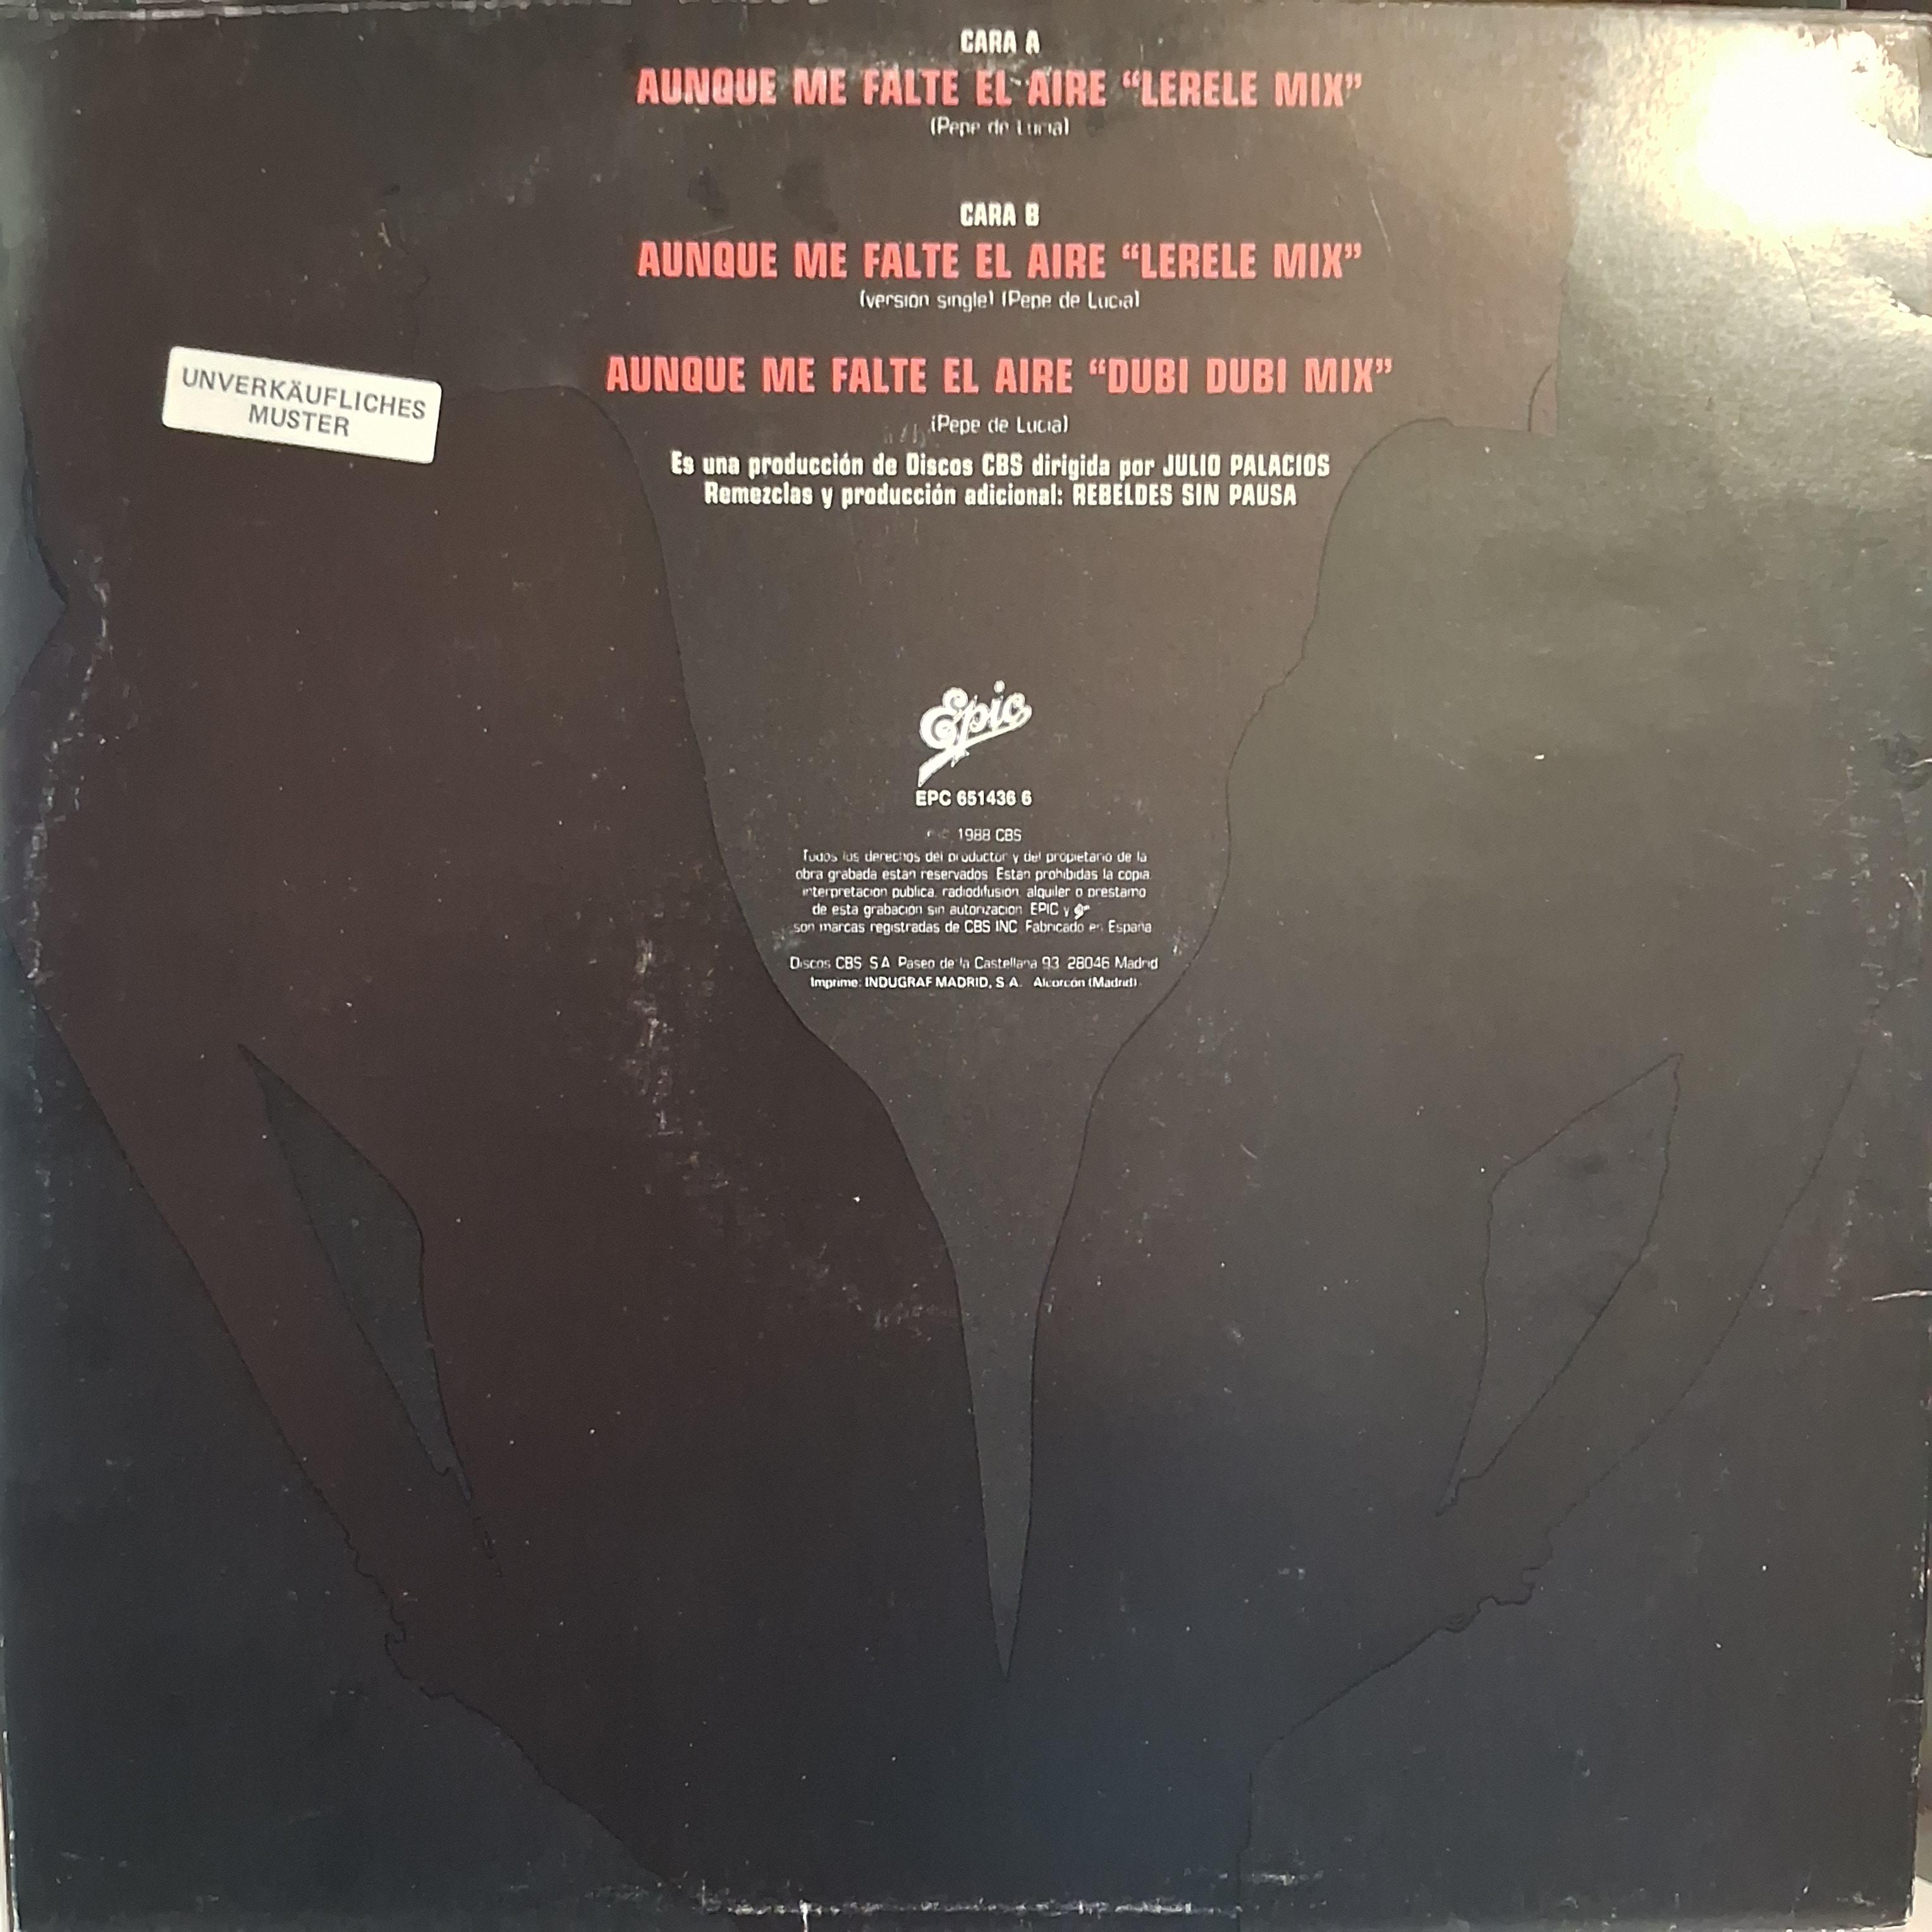 CARA A
AUNQUE ME FALTE EL AIRE “LERELE MIX”
(Pepe de Lucia)
CARA B
AUNQUE ME FALTE EL AIRE “LERELE MIX”
(version single) (Pepe de Lucia)
UNVERKÄUFLICHES
MUSTER
AUNQUE ME FALTE EL AIRE “DUBI DUBI MIX”
(Pepe de Lucia)
Es una producción de Discos CBS dirigida por JULIO PALACIOS
Remezclas y producción adicional: REBELDES SIN PAUSA
Epic
EPC 651436 6
1988 CBS
Todos los derechos del productor y del propietario de la
obra grabada estan reservados. Estan prohibidas la copia,
interpretacion publica, radiodifusion, alquiler o prestamo
de esta grabacion sin autorizacion. EPIC y
son marcas registradas de CBS INC. Fabricado en España
Discos CBS, S.A. Paseo de la Castellana 93. 28046 Madrid
Imprime: INDUGRAF MADRID, S.A. Alcorcón (Madrid)